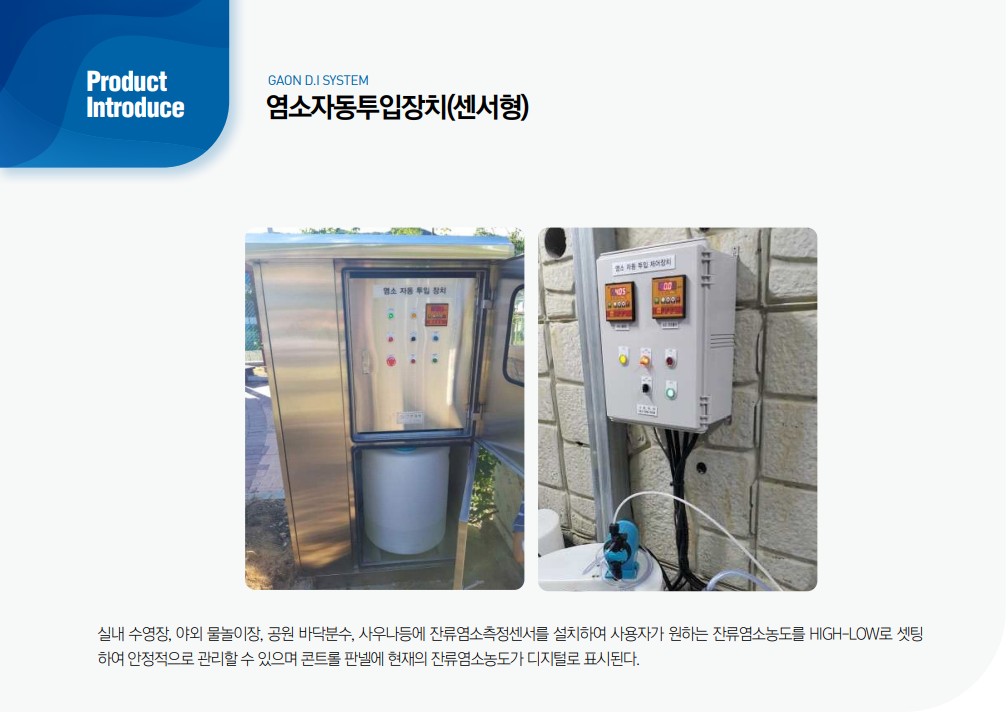 Product
Introduce
GAON D.I SYSTEM
염소자동투입장치(센서형)
염소 자동 투입 장치
염소 자동 투입 제어장치
4.05
0.0
실내 수영장, 야외 물놀이장, 공원 바닥분수, 사우나등에 잔류염소측정센서를 설치하여 사용자가 원하는 잔류염소농도를 HIGH-LOW로 셋팅
하여 안정적으로 관리할 수 있으며 콘트롤 판넬에 현재의 잔류염소농도가 디지털로 표시된다.